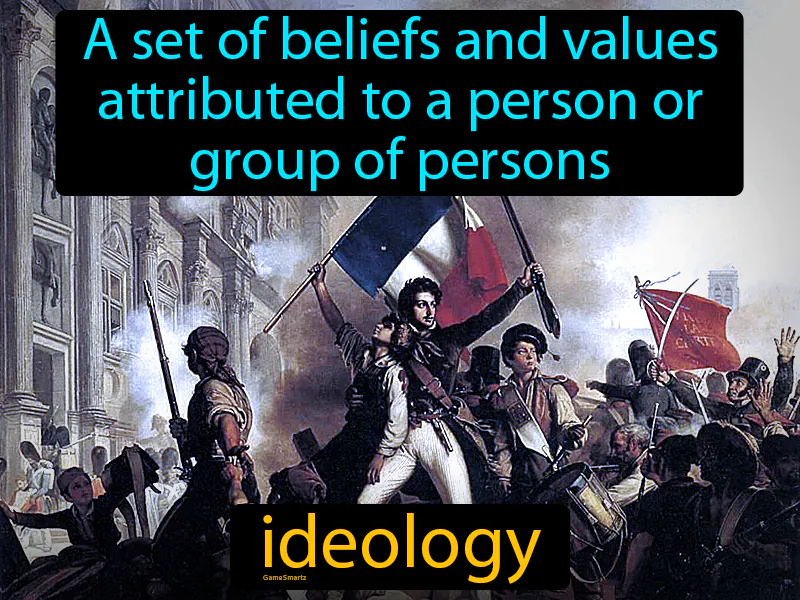 A set of beliefs and values
attributed to a person or
group of persons
ideology
GameSmartz